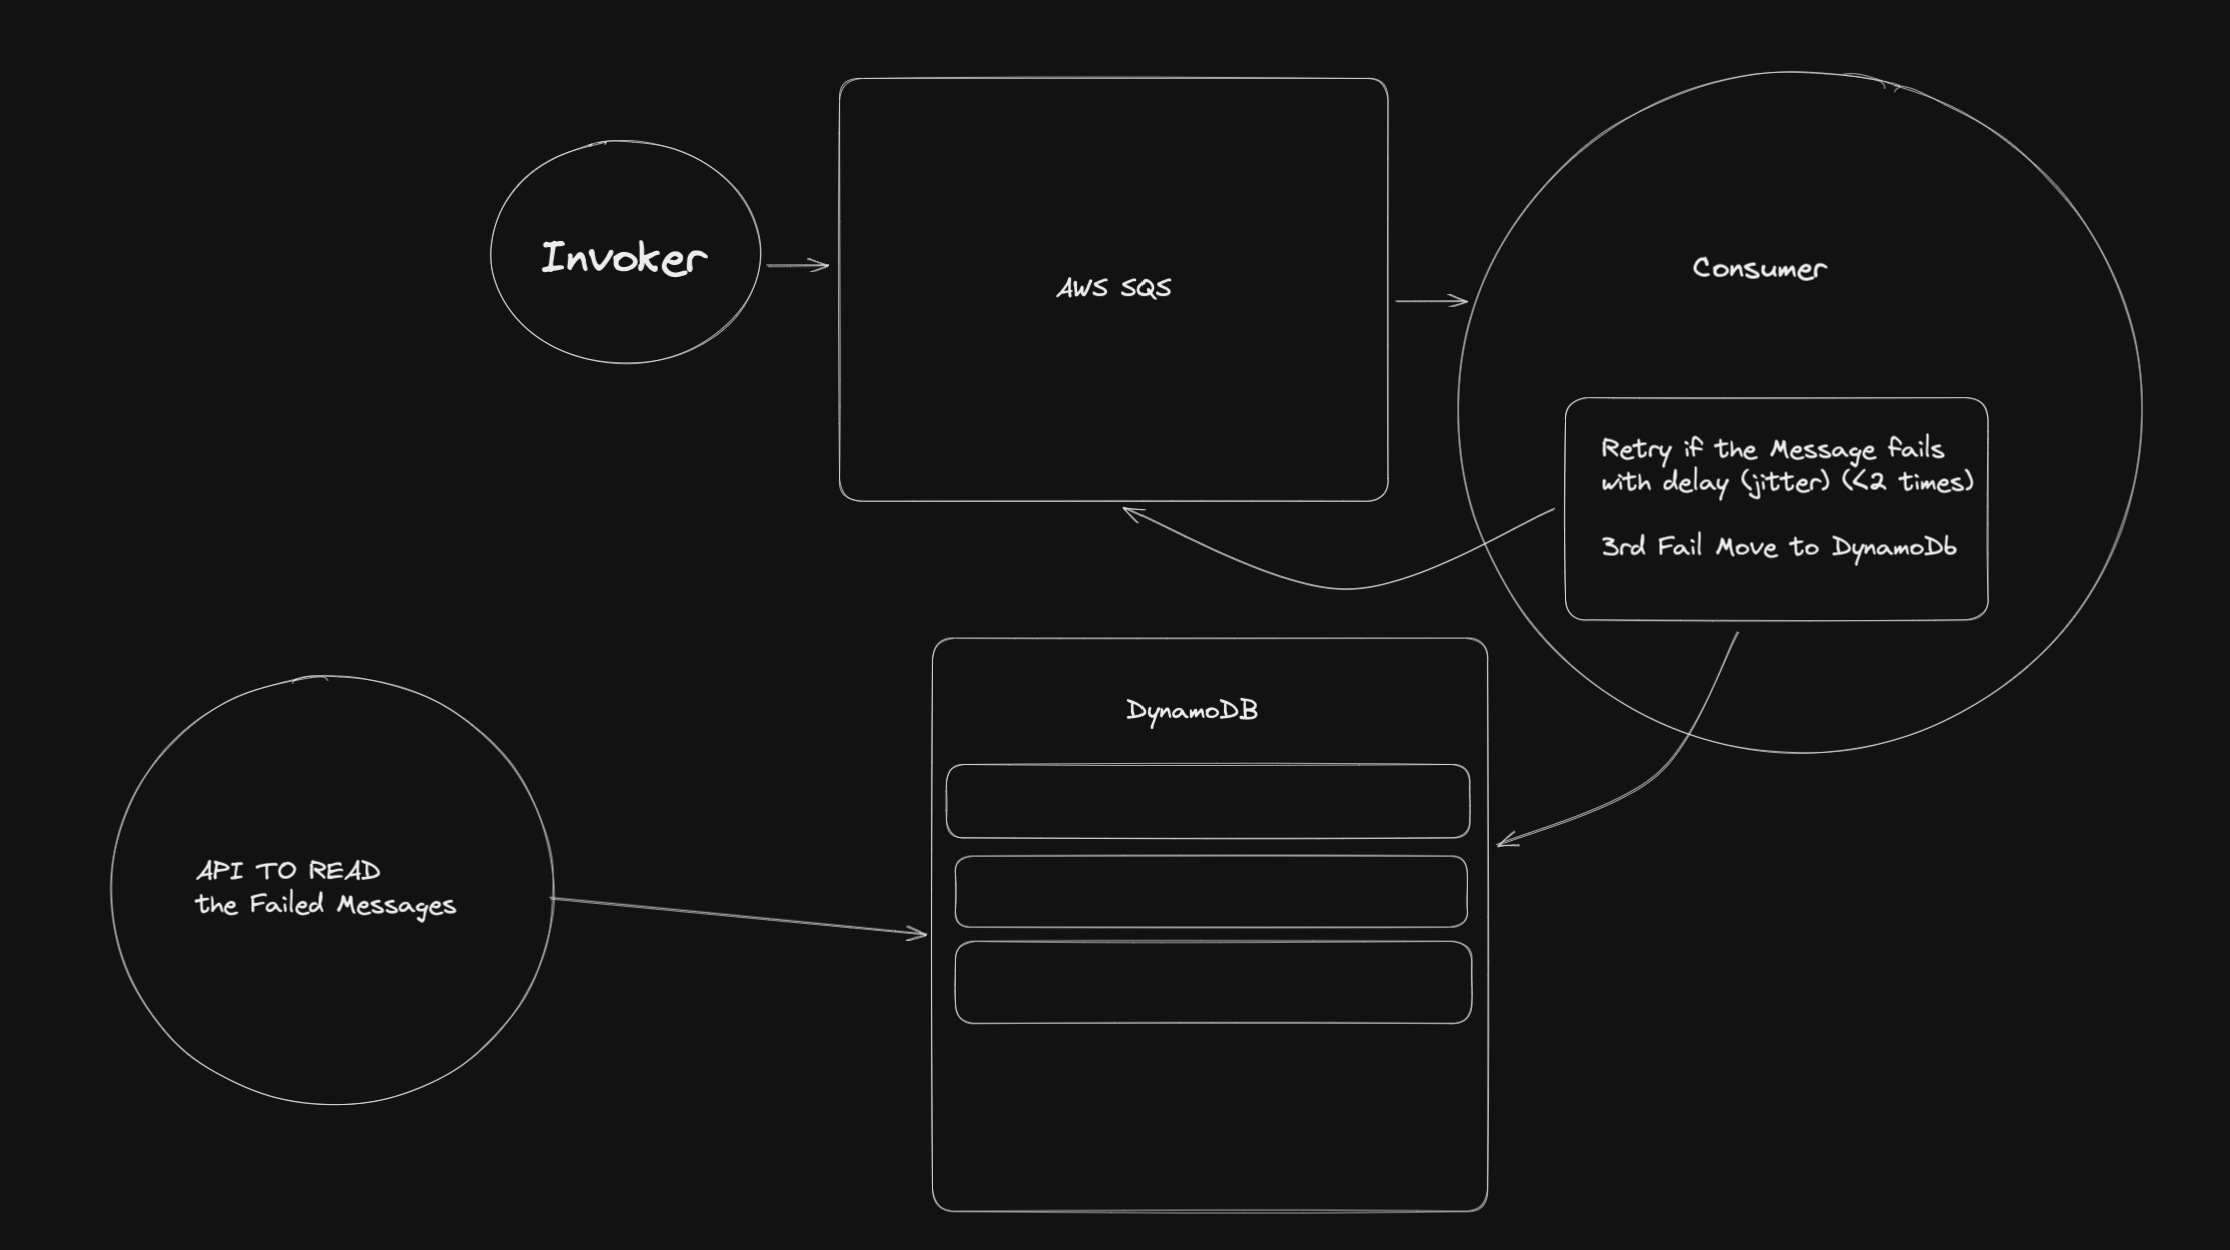 Invoker
AWS SQS
Consumer
Retry if the Message fails
with delay (jitter) (<2 times)
3rd Fail Move to DynamoDb
DynamoDB
API TO READ
the Failed Messages